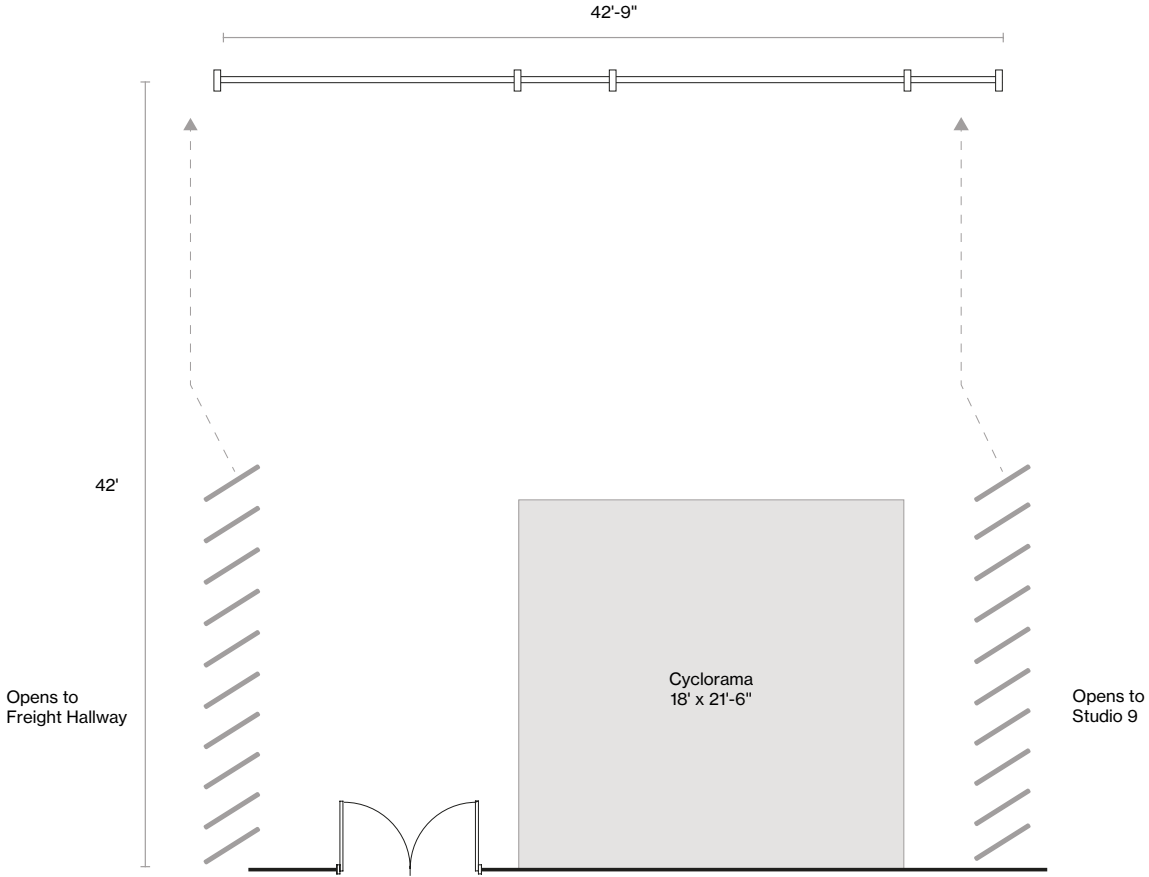 42'-9"
42'
Cyclorama
18' x 21'-6"
Opens to
Freight Hallway
Opens to
Studio 9